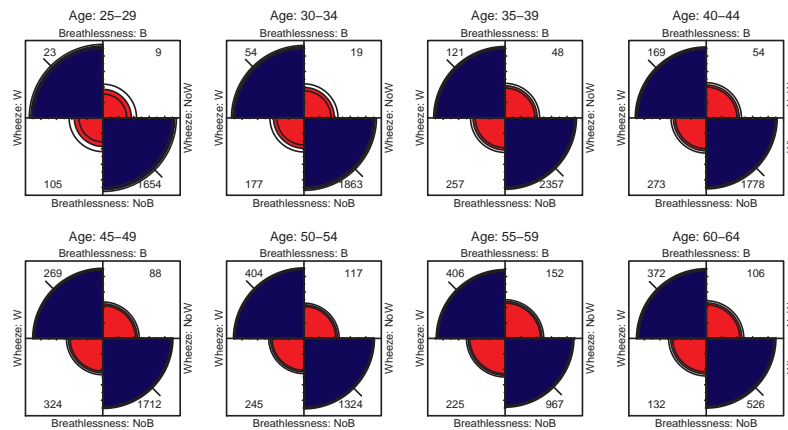 Age: 25–29
Breathlessness: B
23
9
Wheeze: W
Wheeze: NoW
105
1654
Breathlessness: NoB
Age: 30–34
Breathlessness: B
54
19
Wheeze: W
Wheeze: NoW
177
1863
Breathlessness: NoB
Age: 35–39
Breathlessness: B
121
48
Wheeze: W
Wheeze: NoW
257
2357
Breathlessness: NoB
Age: 40–44
Breathlessness: B
169
54
Wheeze: W
273
1778
Breathlessness: NoB
Age: 45–49
Breathlessness: B
269
88
Wheeze: W
Wheeze: NoW
324
1712
Breathlessness: NoB
Age: 50–54
Breathlessness: B
404
117
Wheeze: W
Wheeze: NoW
245
1324
Breathlessness: NoB
Age: 55–59
Breathlessness: B
406
152
Wheeze: W
Wheeze: NoW
225
967
Breathlessness: NoB
Age: 60–64
Breathlessness: B
372
106
Wheeze: W
132
526
Breathlessness: NoB